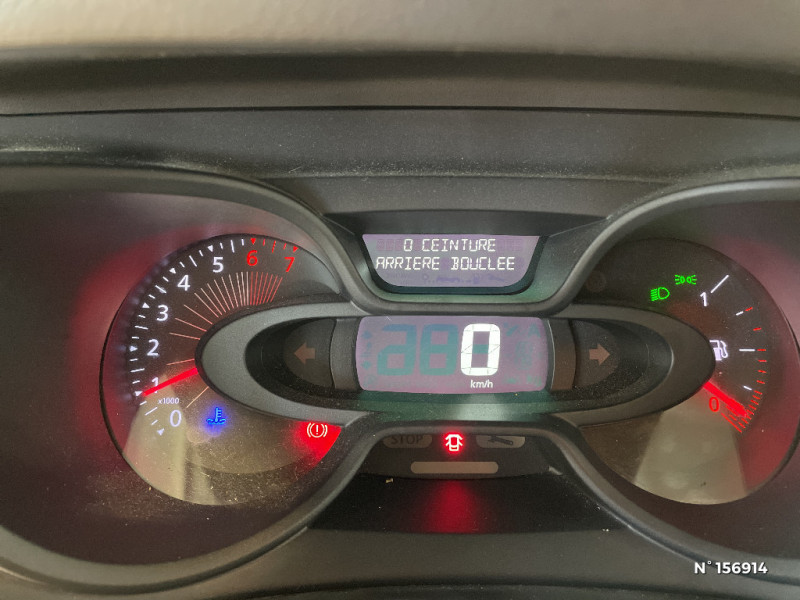 0 CEINTURE
ARRIERE BOUCLEE
6
5
7
4
3
2
1
x1000
0
0
km/h
1
0
STOP
N° 156914